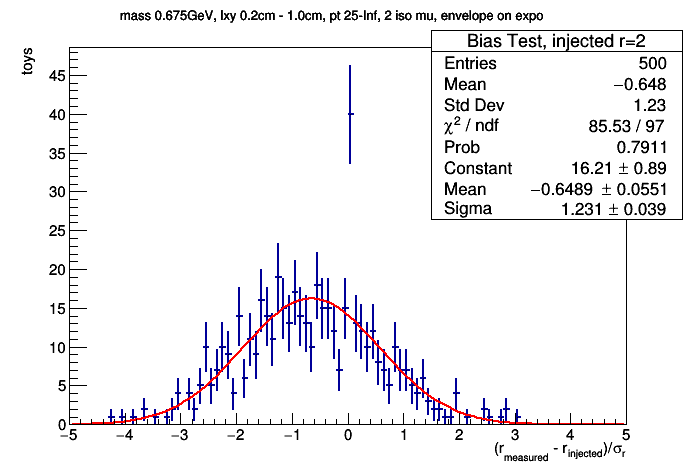 mass 0.675GeV, lxy 0.2cm - 1.0cm, pt 25-Inf, 2 iso mu, envelope on expo
Bias Test, injected r=2
Entries 500
Mean −0.648
Std Dev 1.23
χ² / ndf 85.53 / 97
Prob 0.7911
Constant 16.21 ± 0.89
Mean −0.6489 ± 0.0551
Sigma 1.231 ± 0.039
toys
45
40
35
30
25
20
15
10
5
0
−5 −4 −3 −2 −1 0 1 2 3 4 5
(r_measured - r_injected)/σ_r